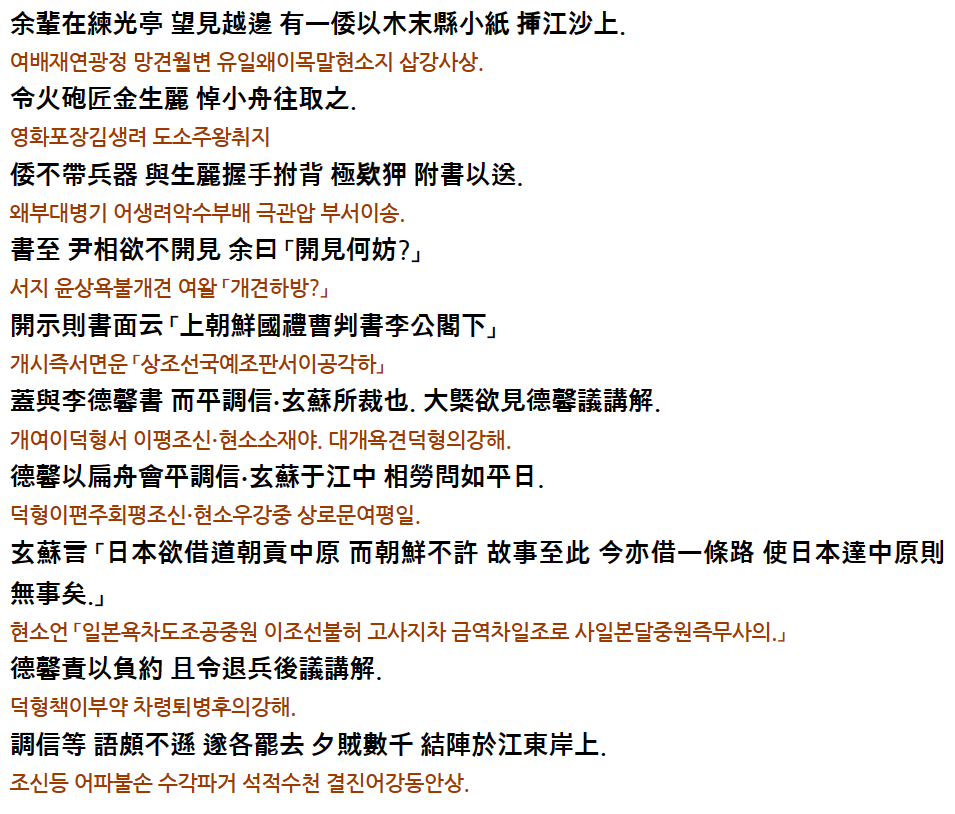 余輩在練光亭 望見越邊 有一倭以木末縣小紙 揷江沙上.
여배재연광정 망견월변 유일왜이목말현소지 삽강사상.
令火砲匠金生麗 悼小舟往取之.
영화포장김생려 도소주왕취지
倭不帶兵器 與生麗握手拊背 極欵狎 附書以送.
왜부대병기 어생려악수부배 극관압 부서이송.
書至 尹相欲不開見 余曰「開見何妨?」
서지 윤상욕불개견 여왈「개견하방?」
開示則書面云「上朝鮮國禮曹判書李公閣下」
개시즉서면운「상조선국예조판서이공각하」
蓋與李德馨書 而平調信·玄蘇所裁也. 大槩欲見德馨議講解.
개여이덕형서 이평조신·현소소재야. 대개욕견덕형의강해.
德馨以扁舟會平調信·玄蘇于江中 相勞問如平日.
덕형이편주회평조신·현소우강중 상로문여평일.
玄蘇言「日本欲借道朝貢中原 而朝鮮不許 故事至此 今亦借一條路 使日本達中原則
無事矣.」
현소언「일본욕차도조공중원 이조선불허 고사지차 금역차일조로 사일본달중원즉무사의.」
德馨責以負約 且令退兵後議講解.
덕형책이부약 차령퇴병후의강해.
調信等 語頗不遜 遂各罷去 夕賊數千 結陣於江東岸上.
조신등 어파불손 수각파거 석적수천 결진어강동안상.